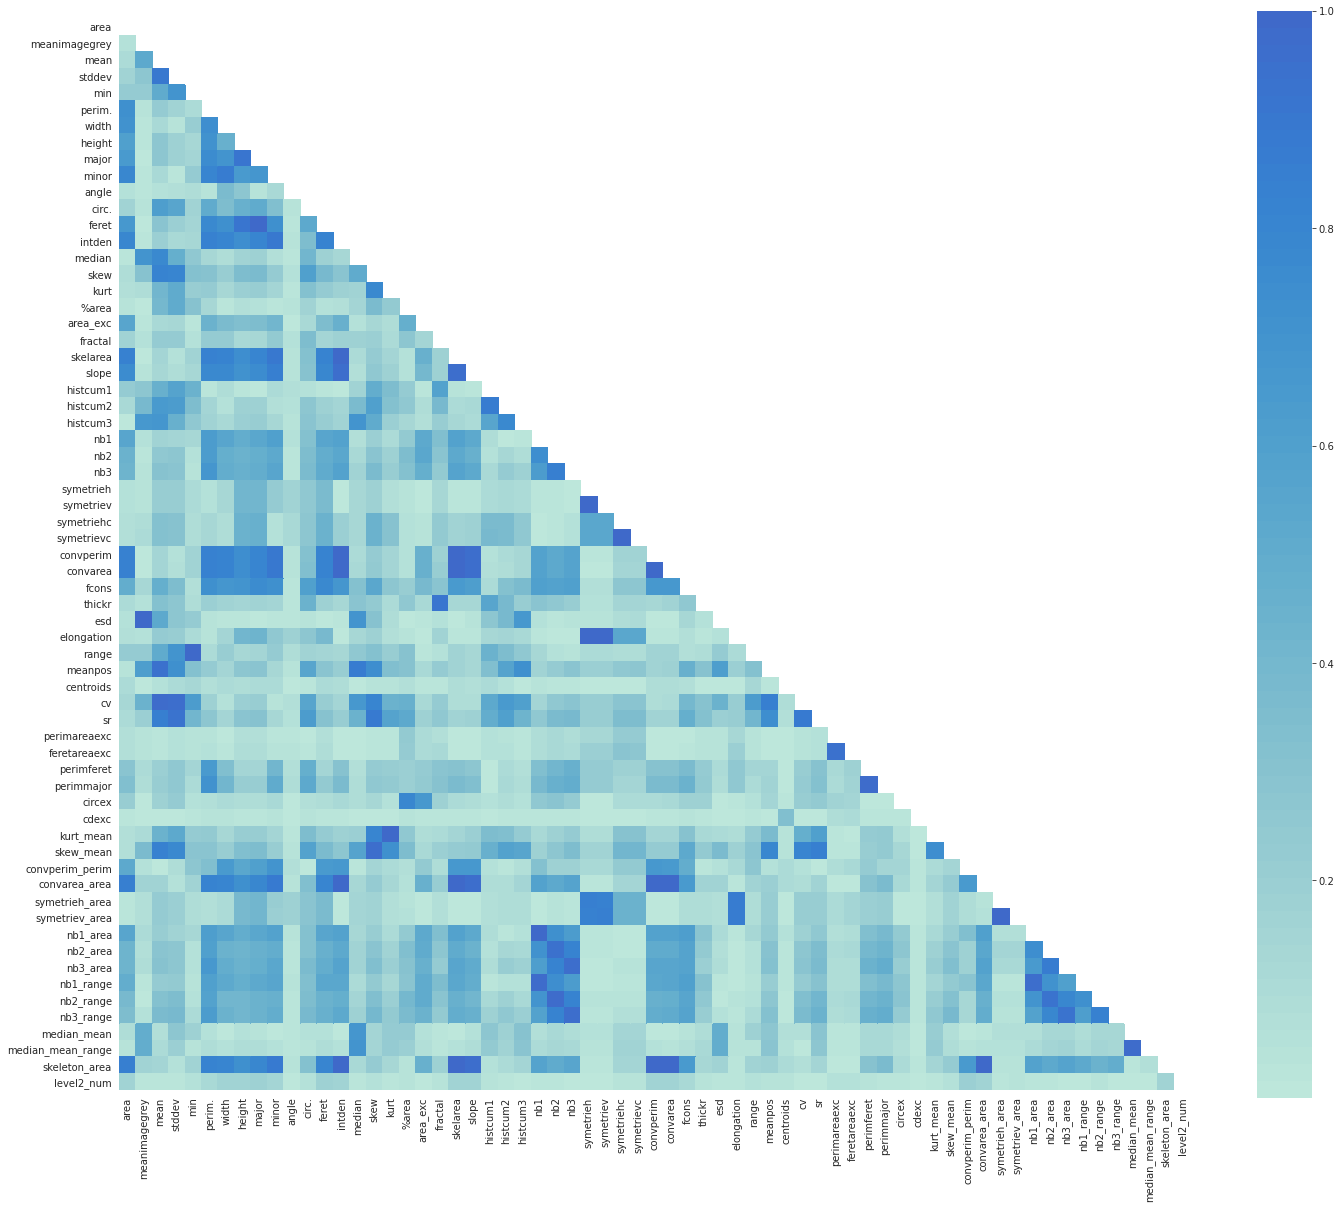 area
meanimagegrey
mean
stddev
min
perim.
width
height
major
minor
angle
circ.
feret
intden
median
skew
kurt
%area
area_exc
fractal
skelarea
slope
histcum1
histcum2
histcum3
nb1
nb2
nb3
symetrieh
symetriev
symetriehc
symetrievc
convperim
convarea
fcons
thickr
esd
elongation
range
meanpos
centroids
cv
sr
perimareaexc
feretareaexc
perimferet
perimmajor
circex
cdexc
kurt_mean
skew_mean
convperim_perim
convarea_area
symetrieh_area
symetriev_area
nb1_area
nb2_area
nb3_area
nb1_range
nb2_range
nb3_range
median_mean
median_mean_range
skeleton_area
level2_num
area
meanimagegrey
mean
stddev
min
perim.
width
height
major
minor
angle
circ.
feret
intden
median
skew
kurt
%area
area_exc
fractal
skelarea
slope
histcum1
histcum2
histcum3
nb1
nb2
nb3
symetrieh
symetriev
symetriehc
symetrievc
convperim
convarea
fcons
thickr
esd
elongation
range
meanpos
centroids
cv
sr
perimareaexc
feretareaexc
perimferet
perimmajor
circex
cdexc
kurt_mean
skew_mean
convperim_perim
convarea_area
symetrieh_area
symetriev_area
nb1_area
nb2_area
nb3_area
nb1_range
nb2_range
nb3_range
median_mean
median_mean_range
skeleton_area
level2_num
1.0
0.8
0.6
0.4
0.2